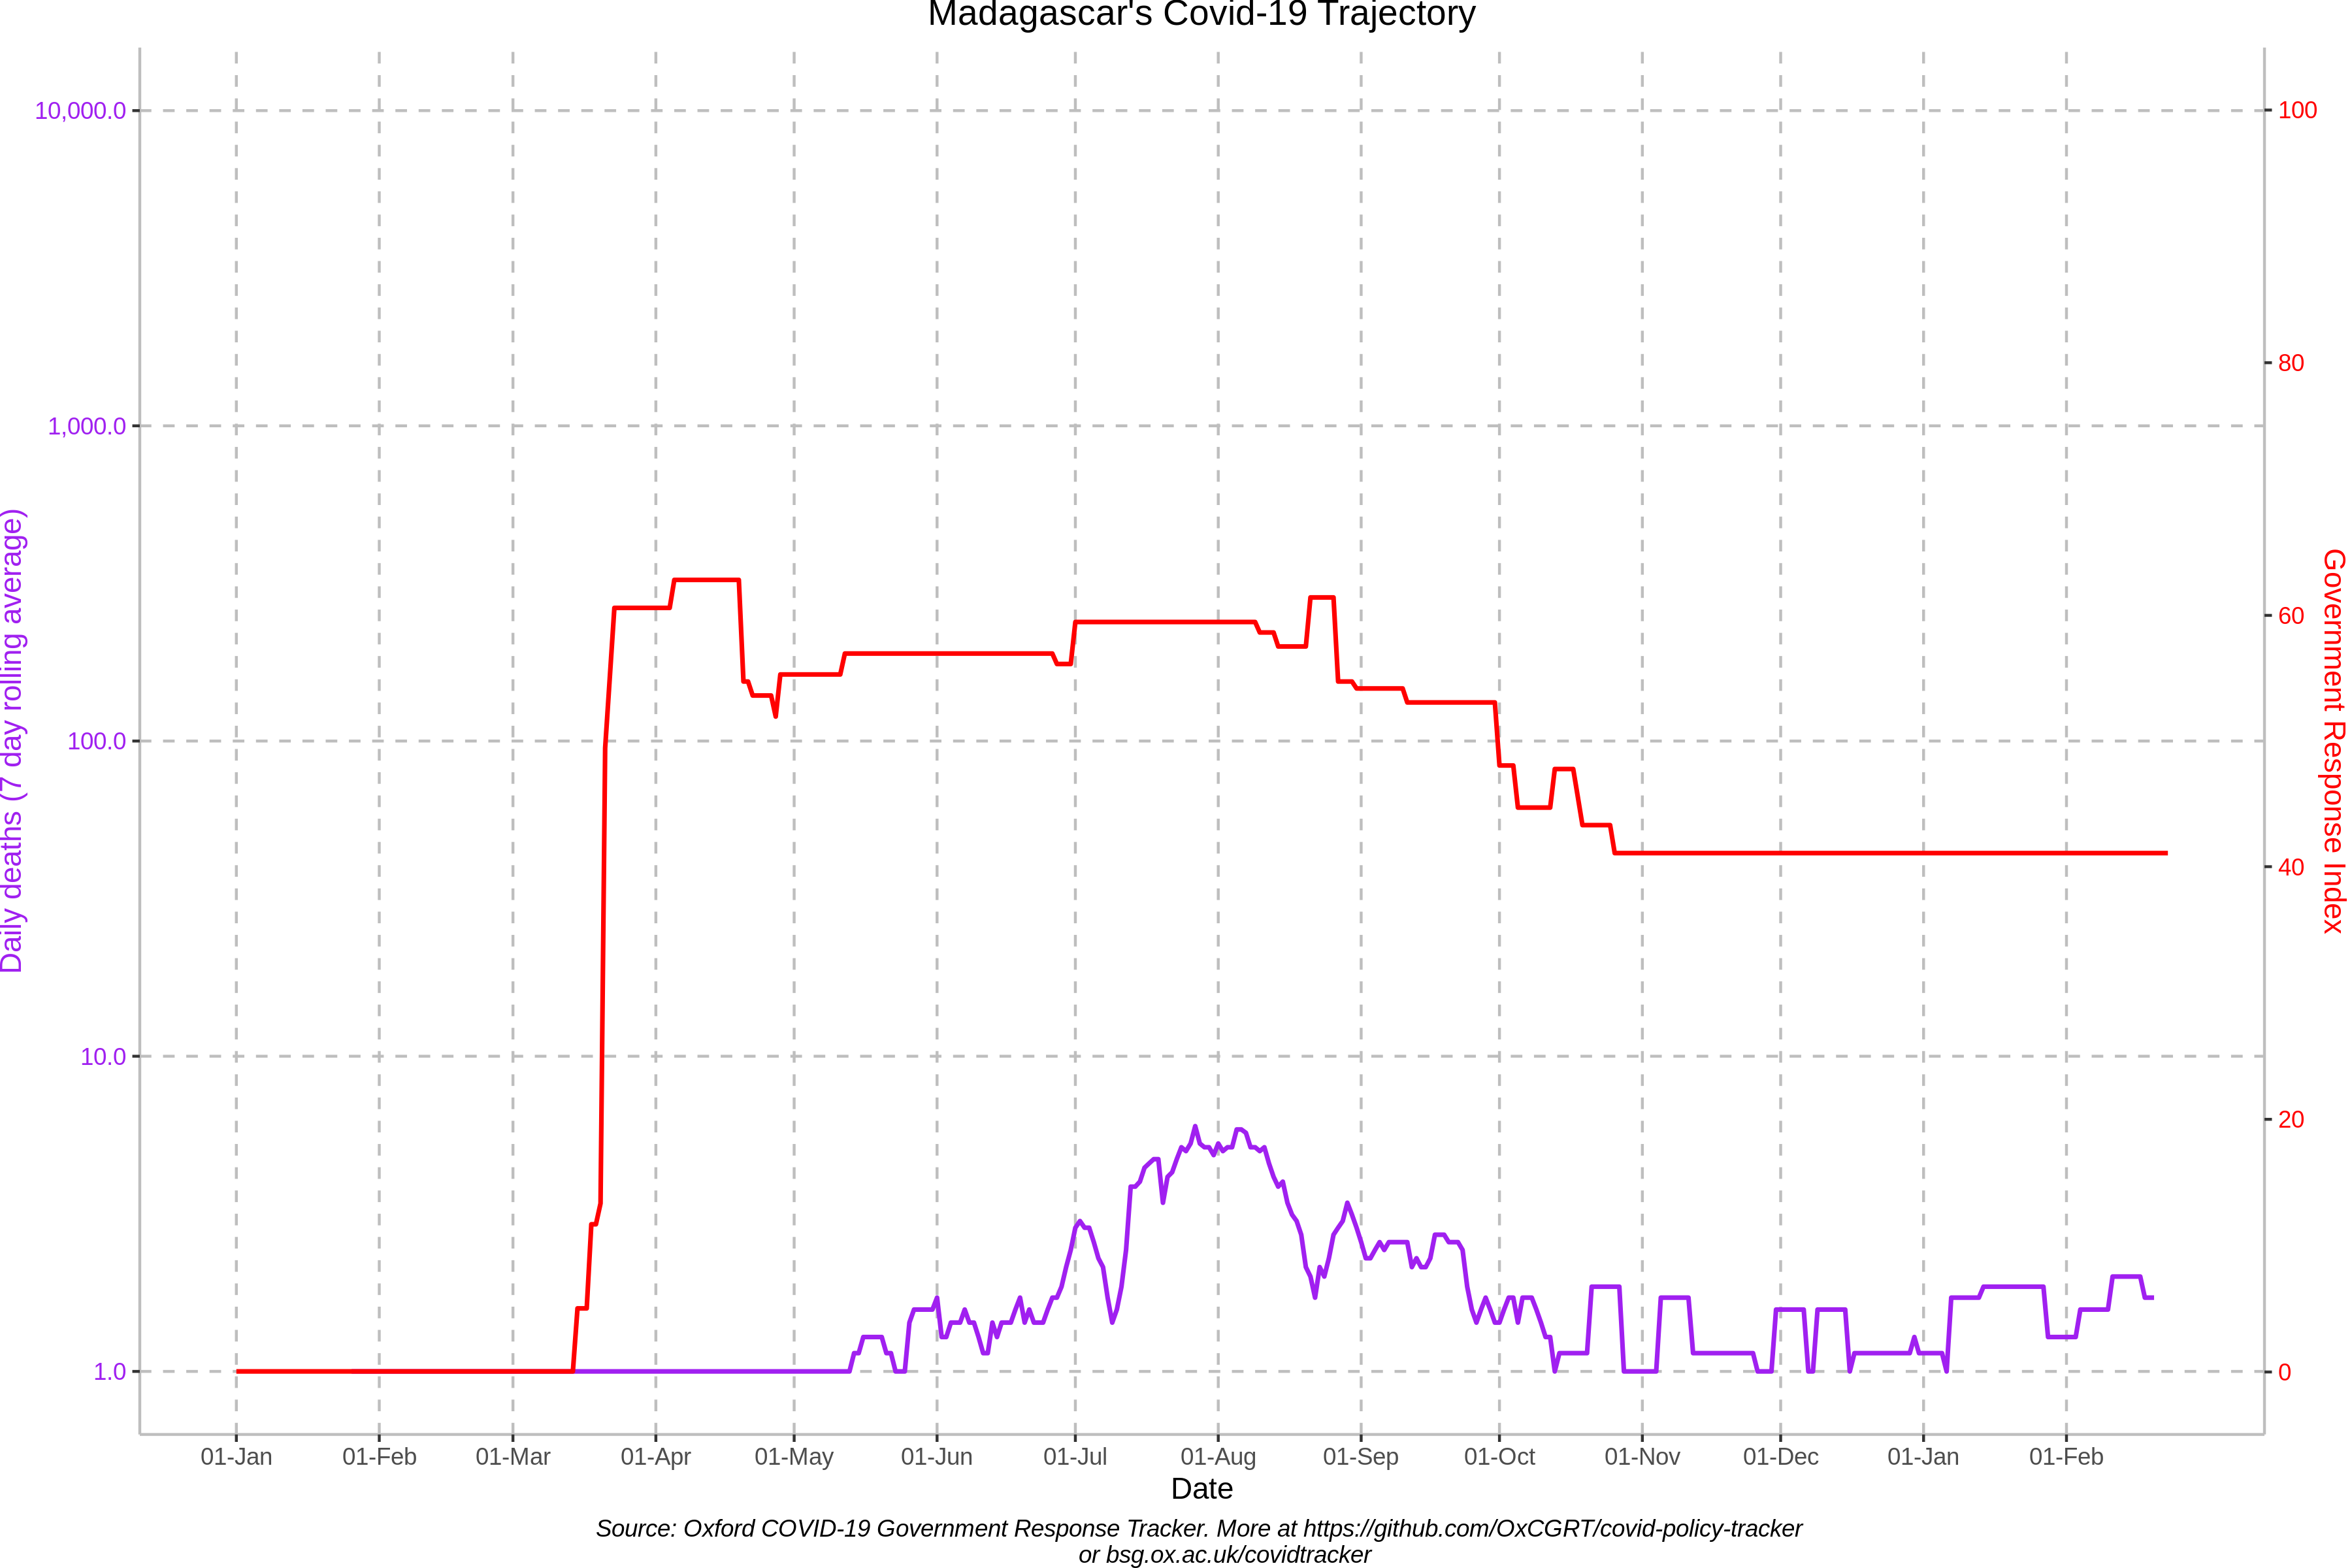 Madagascar's Covid-19 Trajectory
10,000.0
1,000.0
100.0
10.0
1.0
Daily deaths (7 day rolling average)
100
80
60
40
20
0
Government Response Index
01-Jan 01-Feb 01-Mar 01-Apr 01-May 01-Jun 01-Jul 01-Aug 01-Sep 01-Oct 01-Nov 01-Dec 01-Jan 01-Feb
Date
Source: Oxford COVID-19 Government Response Tracker. More at https://github.com/OxCGRT/covid-policy-tracker
or bsg.ox.ac.uk/covidtracker